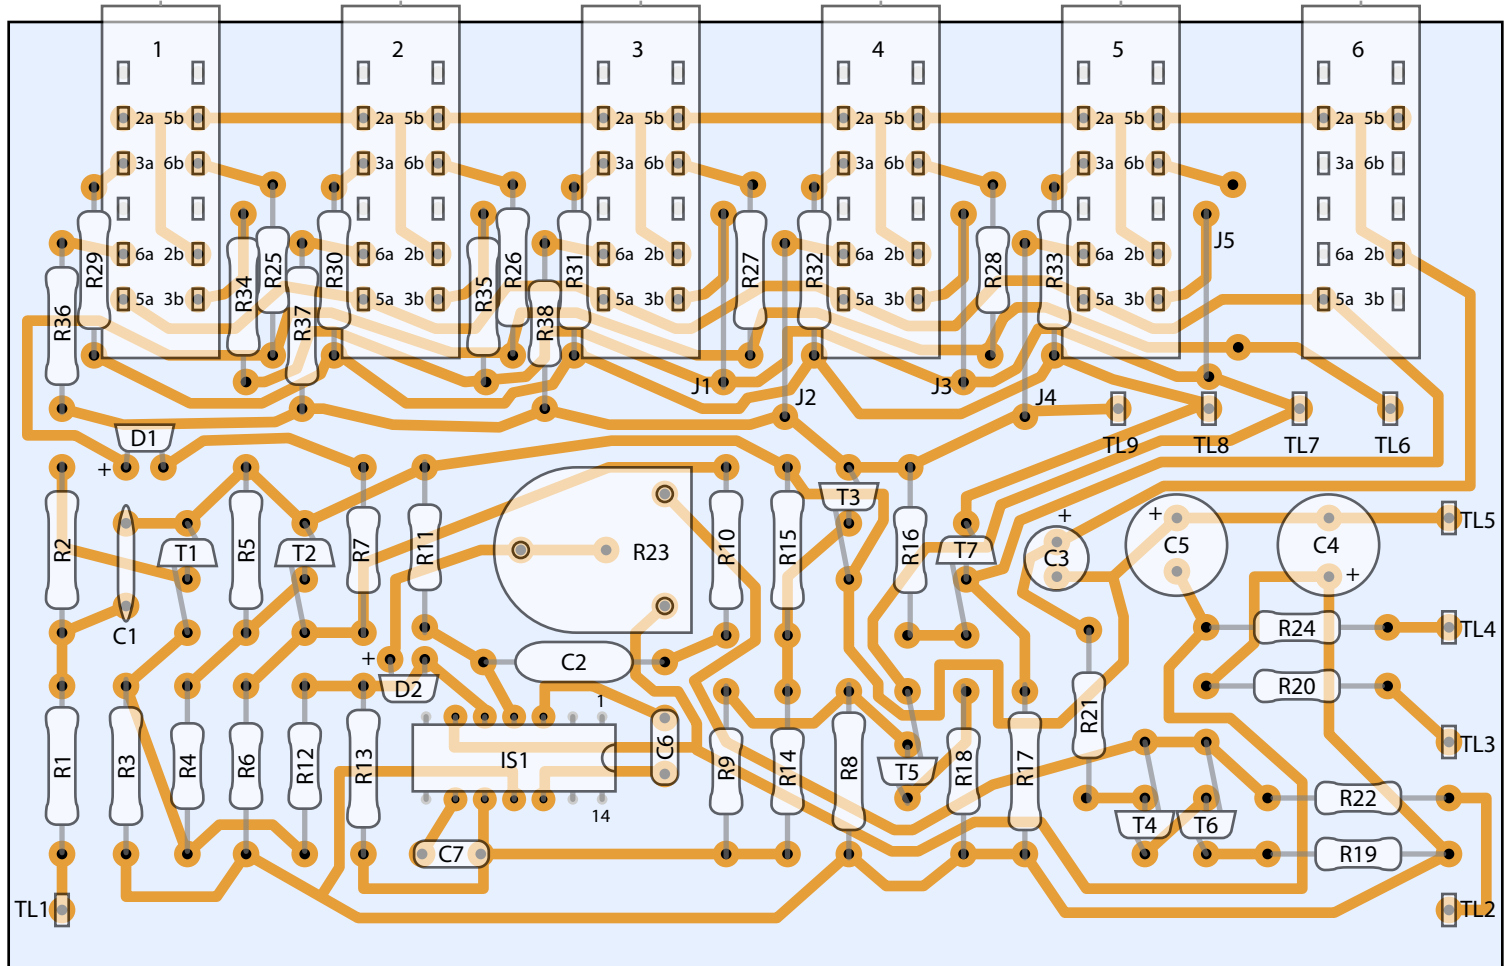 1 2 3 4 5 6
2a 5b 2a 5b 2a 5b 2a 5b 2a 5b 2a 5b
3a 6b 3a 6b 3a 6b 3a 6b 3a 6b 3a 6b
6a 2b 6a 2b 6a 2b 6a 2b 6a 2b 6a 2b
5a 3b 5a 3b 5a 3b 5a 3b 5a 3b 5a 3b
R36 R29 R34 R25 R37 R30 R35 R26 R38 R31 R27 R32 R28 R33 J5
J1 J2 J3 J4
TL9 TL8 TL7 TL6
D1
+
R2 C1 T1 R5 T2 R7 R11 R23 R10 R15 T3 R16 T7
+ C3 + C5 C4 + TL5
R24 TL4
+ D2 C2
R20 TL3
R1 R3 R4 R6 R12 R13 IS1 1 14 C6 R9 R14 R8 T5 R18 R17 R21
T4 T6 R22
C7 R19
TL1 TL2